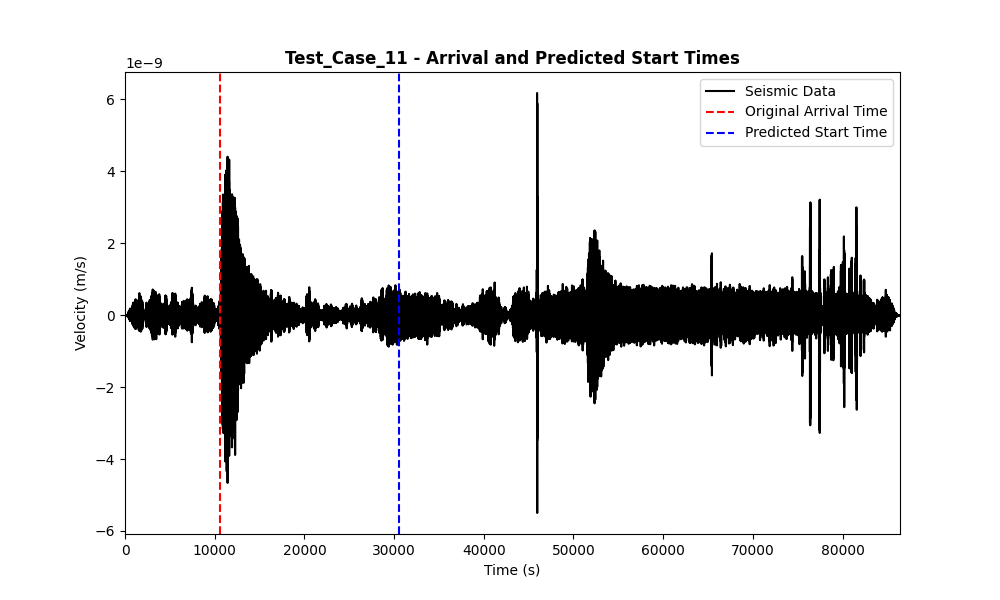 Test_Case_11 - Arrival and Predicted Start Times
1e−9
Seismic Data
Original Arrival Time
Predicted Start Time
6
4
2
0
−2
−4
−6
Velocity (m/s)
0 10000 20000 30000 40000 50000 60000 70000 80000
Time (s)